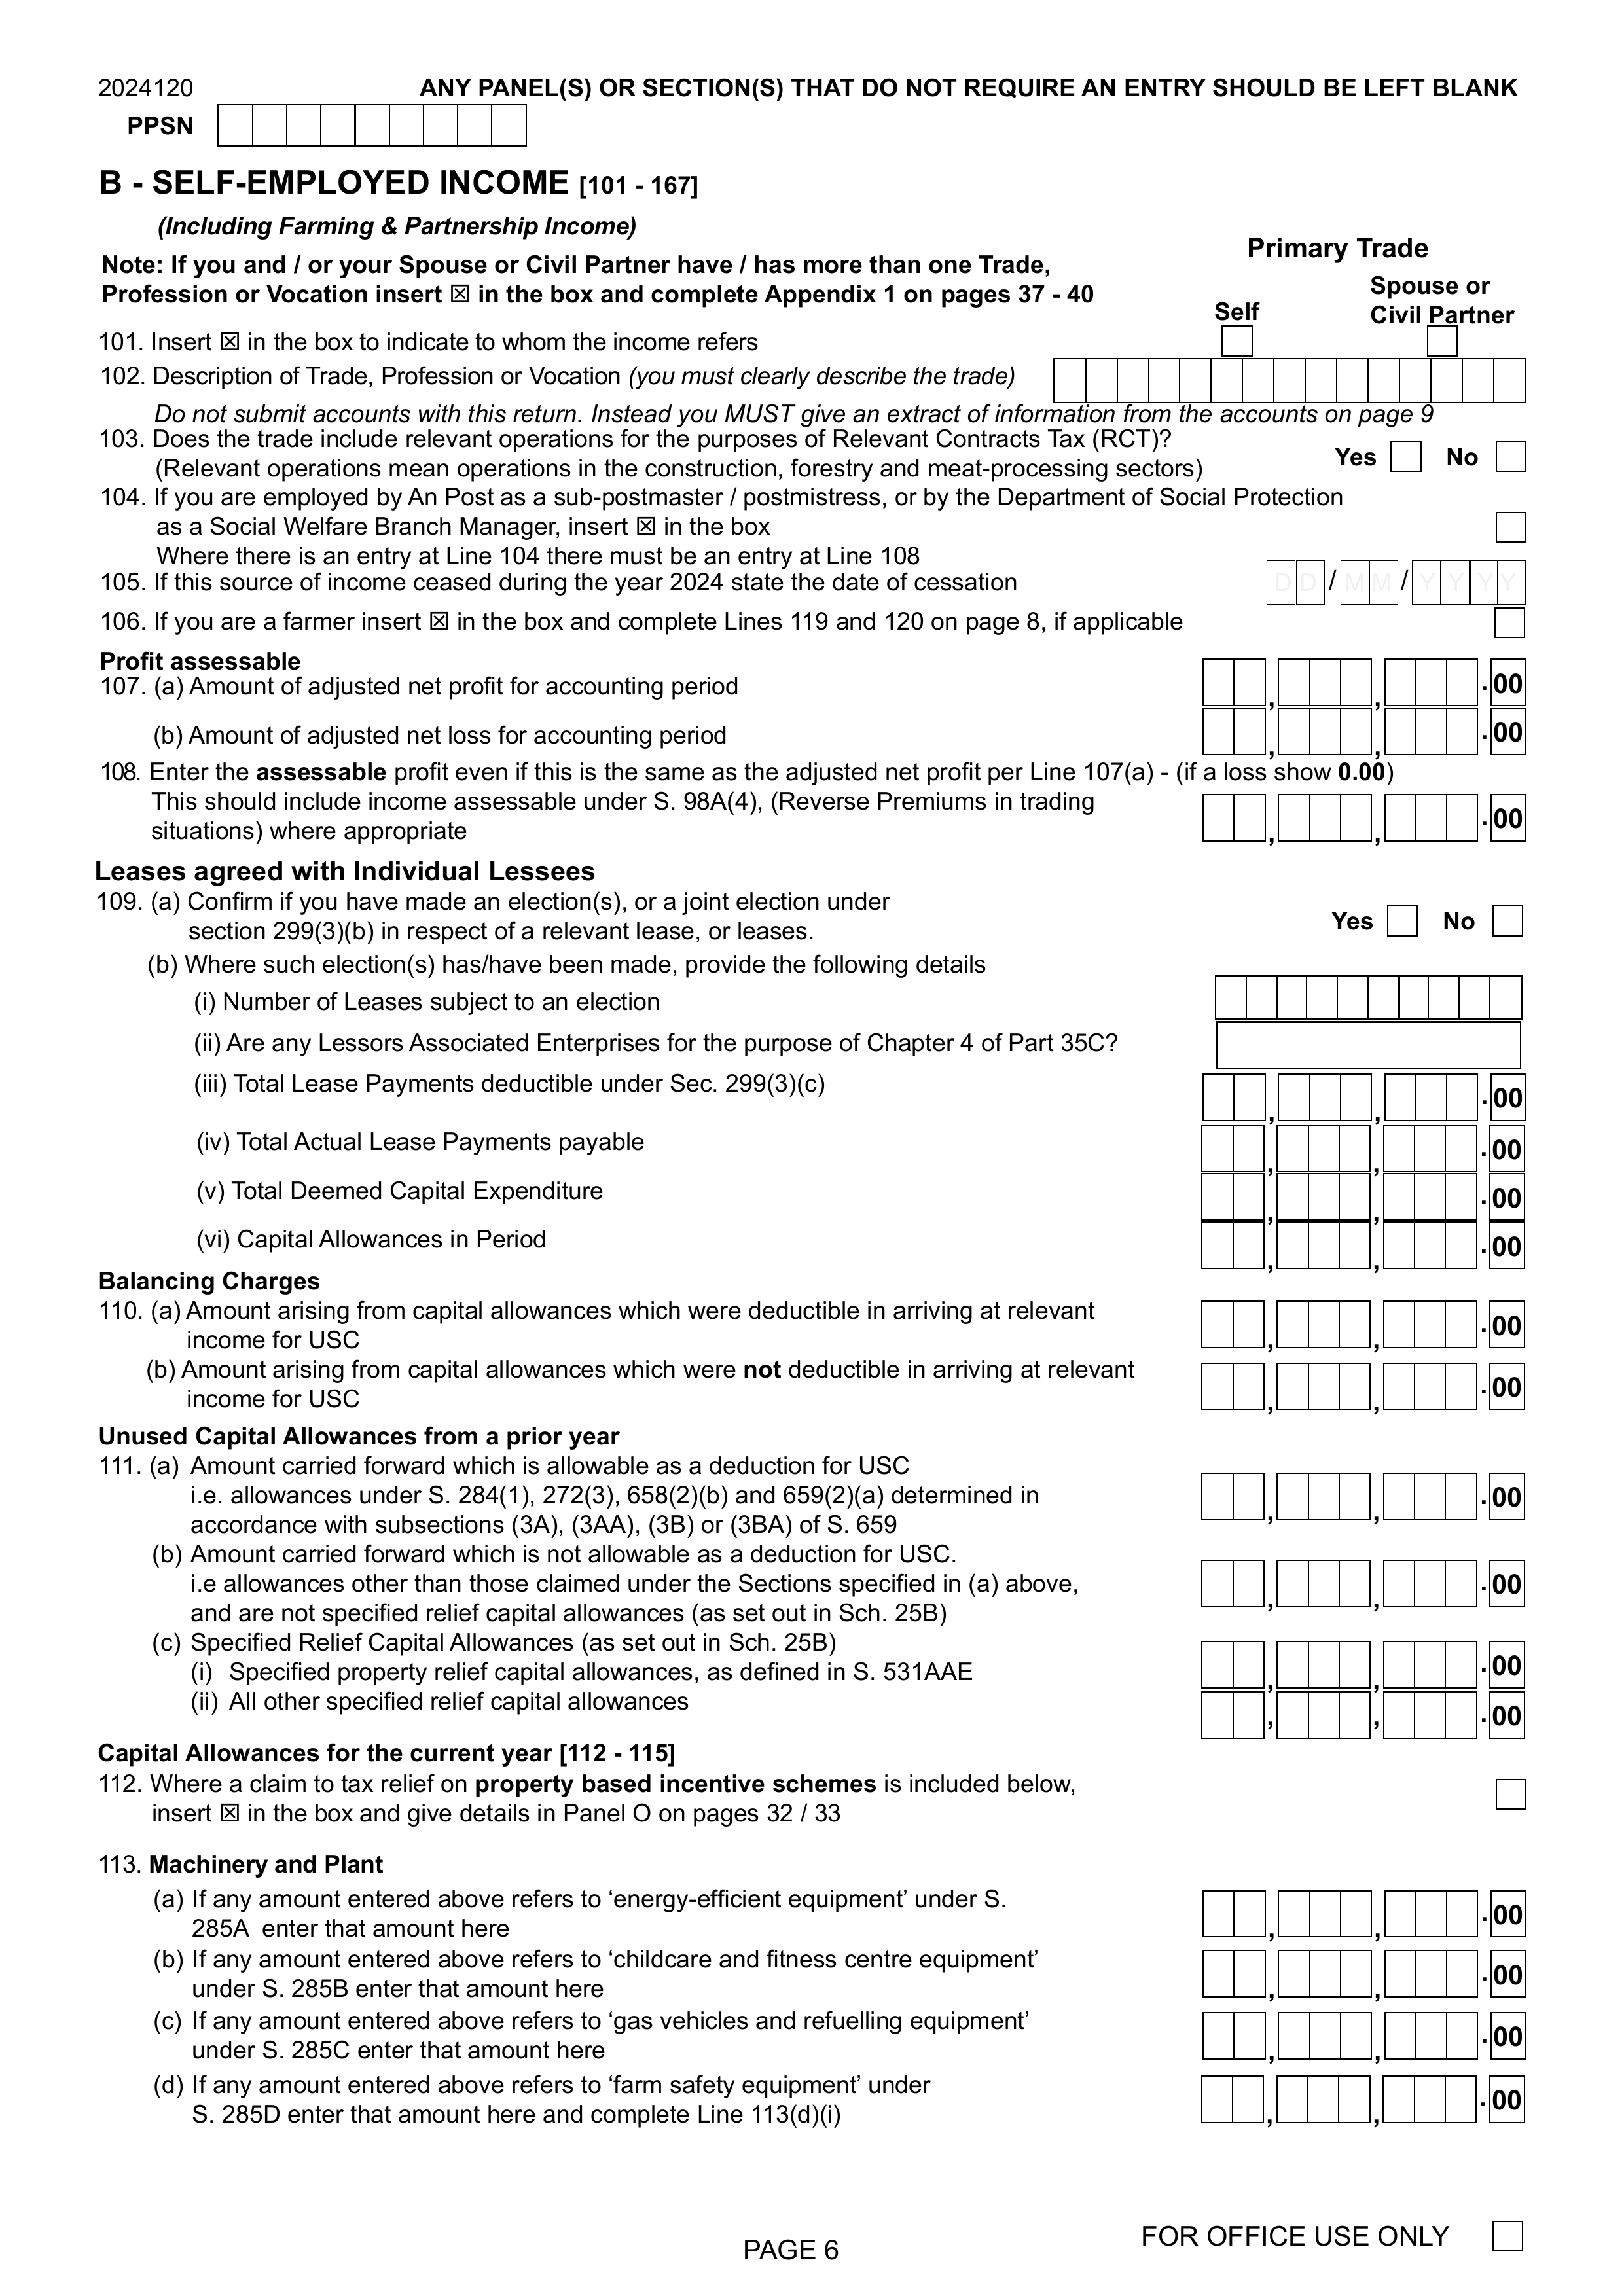 2024120
ANY PANEL(S) OR SECTION(S) THAT DO NOT REQUIRE AN ENTRY SHOULD BE LEFT BLANK
PPSN
B - SELF-EMPLOYED INCOME [101 - 167]
(Including Farming & Partnership Income)
Primary Trade
Note: If you and / or your Spouse or Civil Partner have / has more than one Trade,
Profession or Vocation insert ☒ in the box and complete Appendix 1 on pages 37 - 40
Self
Spouse or
Civil Partner
101. Insert ☒ in the box to indicate to whom the income refers
102. Description of Trade, Profession or Vocation (you must clearly describe the trade)
Do not submit accounts with this return. Instead you MUST give an extract of information from the accounts on page 9
103. Does the trade include relevant operations for the purposes of Relevant Contracts Tax (RCT)?
(Relevant operations mean operations in the construction, forestry and meat-processing sectors)
Yes No
104. If you are employed by An Post as a sub-postmaster / postmistress, or by the Department of Social Protection
as a Social Welfare Branch Manager, insert ☒ in the box
Where there is an entry at Line 104 there must be an entry at Line 108
105. If this source of income ceased during the year 2024 state the date of cessation
DD / MM / YYYY
106. If you are a farmer insert ☒ in the box and complete Lines 119 and 120 on page 8, if applicable
Profit assessable
107. (a) Amount of adjusted net profit for accounting period , , .00
(b) Amount of adjusted net loss for accounting period , , .00
108. Enter the assessable profit even if this is the same as the adjusted net profit per Line 107(a) - (if a loss show 0.00)
This should include income assessable under S. 98A(4), (Reverse Premiums in trading
situations) where appropriate , , .00
Leases agreed with Individual Lessees
109. (a) Confirm if you have made an election(s), or a joint election under
section 299(3)(b) in respect of a relevant lease, or leases.
Yes No
(b) Where such election(s) has/have been made, provide the following details
(i) Number of Leases subject to an election
(ii) Are any Lessors Associated Enterprises for the purpose of Chapter 4 of Part 35C?
(iii) Total Lease Payments deductible under Sec. 299(3)(c) , , .00
(iv) Total Actual Lease Payments payable , , .00
(v) Total Deemed Capital Expenditure , , .00
(vi) Capital Allowances in Period , , .00
Balancing Charges
110. (a) Amount arising from capital allowances which were deductible in arriving at relevant
income for USC , , .00
(b) Amount arising from capital allowances which were not deductible in arriving at relevant
income for USC , , .00
Unused Capital Allowances from a prior year
111. (a) Amount carried forward which is allowable as a deduction for USC
i.e. allowances under S. 284(1), 272(3), 658(2)(b) and 659(2)(a) determined in , , .00
accordance with subsections (3A), (3AA), (3B) or (3BA) of S. 659
(b) Amount carried forward which is not allowable as a deduction for USC.
i.e allowances other than those claimed under the Sections specified in (a) above, , , .00
and are not specified relief capital allowances (as set out in Sch. 25B)
(c) Specified Relief Capital Allowances (as set out in Sch. 25B)
(i) Specified property relief capital allowances, as defined in S. 531AAE , , .00
(ii) All other specified relief capital allowances , , .00
Capital Allowances for the current year [112 - 115]
112. Where a claim to tax relief on property based incentive schemes is included below,
insert ☒ in the box and give details in Panel O on pages 32 / 33
113. Machinery and Plant
(a) If any amount entered above refers to ‘energy-efficient equipment’ under S.
285A enter that amount here , , .00
(b) If any amount entered above refers to ‘childcare and fitness centre equipment’
under S. 285B enter that amount here , , .00
(c) If any amount entered above refers to ‘gas vehicles and refuelling equipment’
under S. 285C enter that amount here , , .00
(d) If any amount entered above refers to ‘farm safety equipment’ under
S. 285D enter that amount here and complete Line 113(d)(i) , , .00
PAGE 6
FOR OFFICE USE ONLY